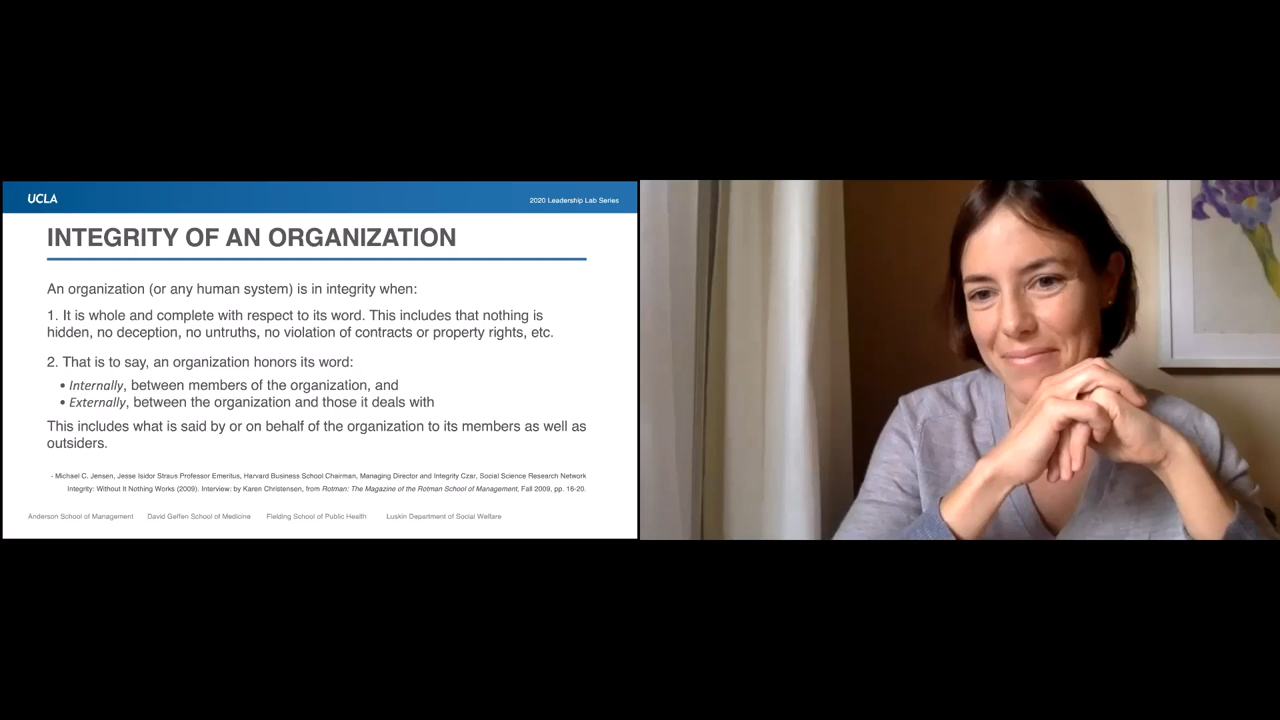 UCLA
2020 Leadership Lab Series
INTEGRITY OF AN ORGANIZATION
An organization (or any human system) is in integrity when:
1. It is whole and complete with respect to its word. This includes that nothing is
hidden, no deception, no untruths, no violation of contracts or property rights, etc.
2. That is to say, an organization honors its word:
• Internally, between members of the organization, and
• Externally, between the organization and those it deals with
This includes what is said by or on behalf of the organization to its members as well as
outsiders.
- Michael C. Jensen, Jesse Isidor Straus Professor Emeritus, Harvard Business School Chairman, Managing Director and Integrity Czar, Social Science Research Network
Integrity: Without It Nothing Works (2009). Interview: by Karen Christensen, from Rotman: The Magazine of the Rotman School of Management, Fall 2009, pp. 16-20.
Anderson School of Management David Geffen School of Medicine Fielding School of Public Health Luskin Department of Social Welfare